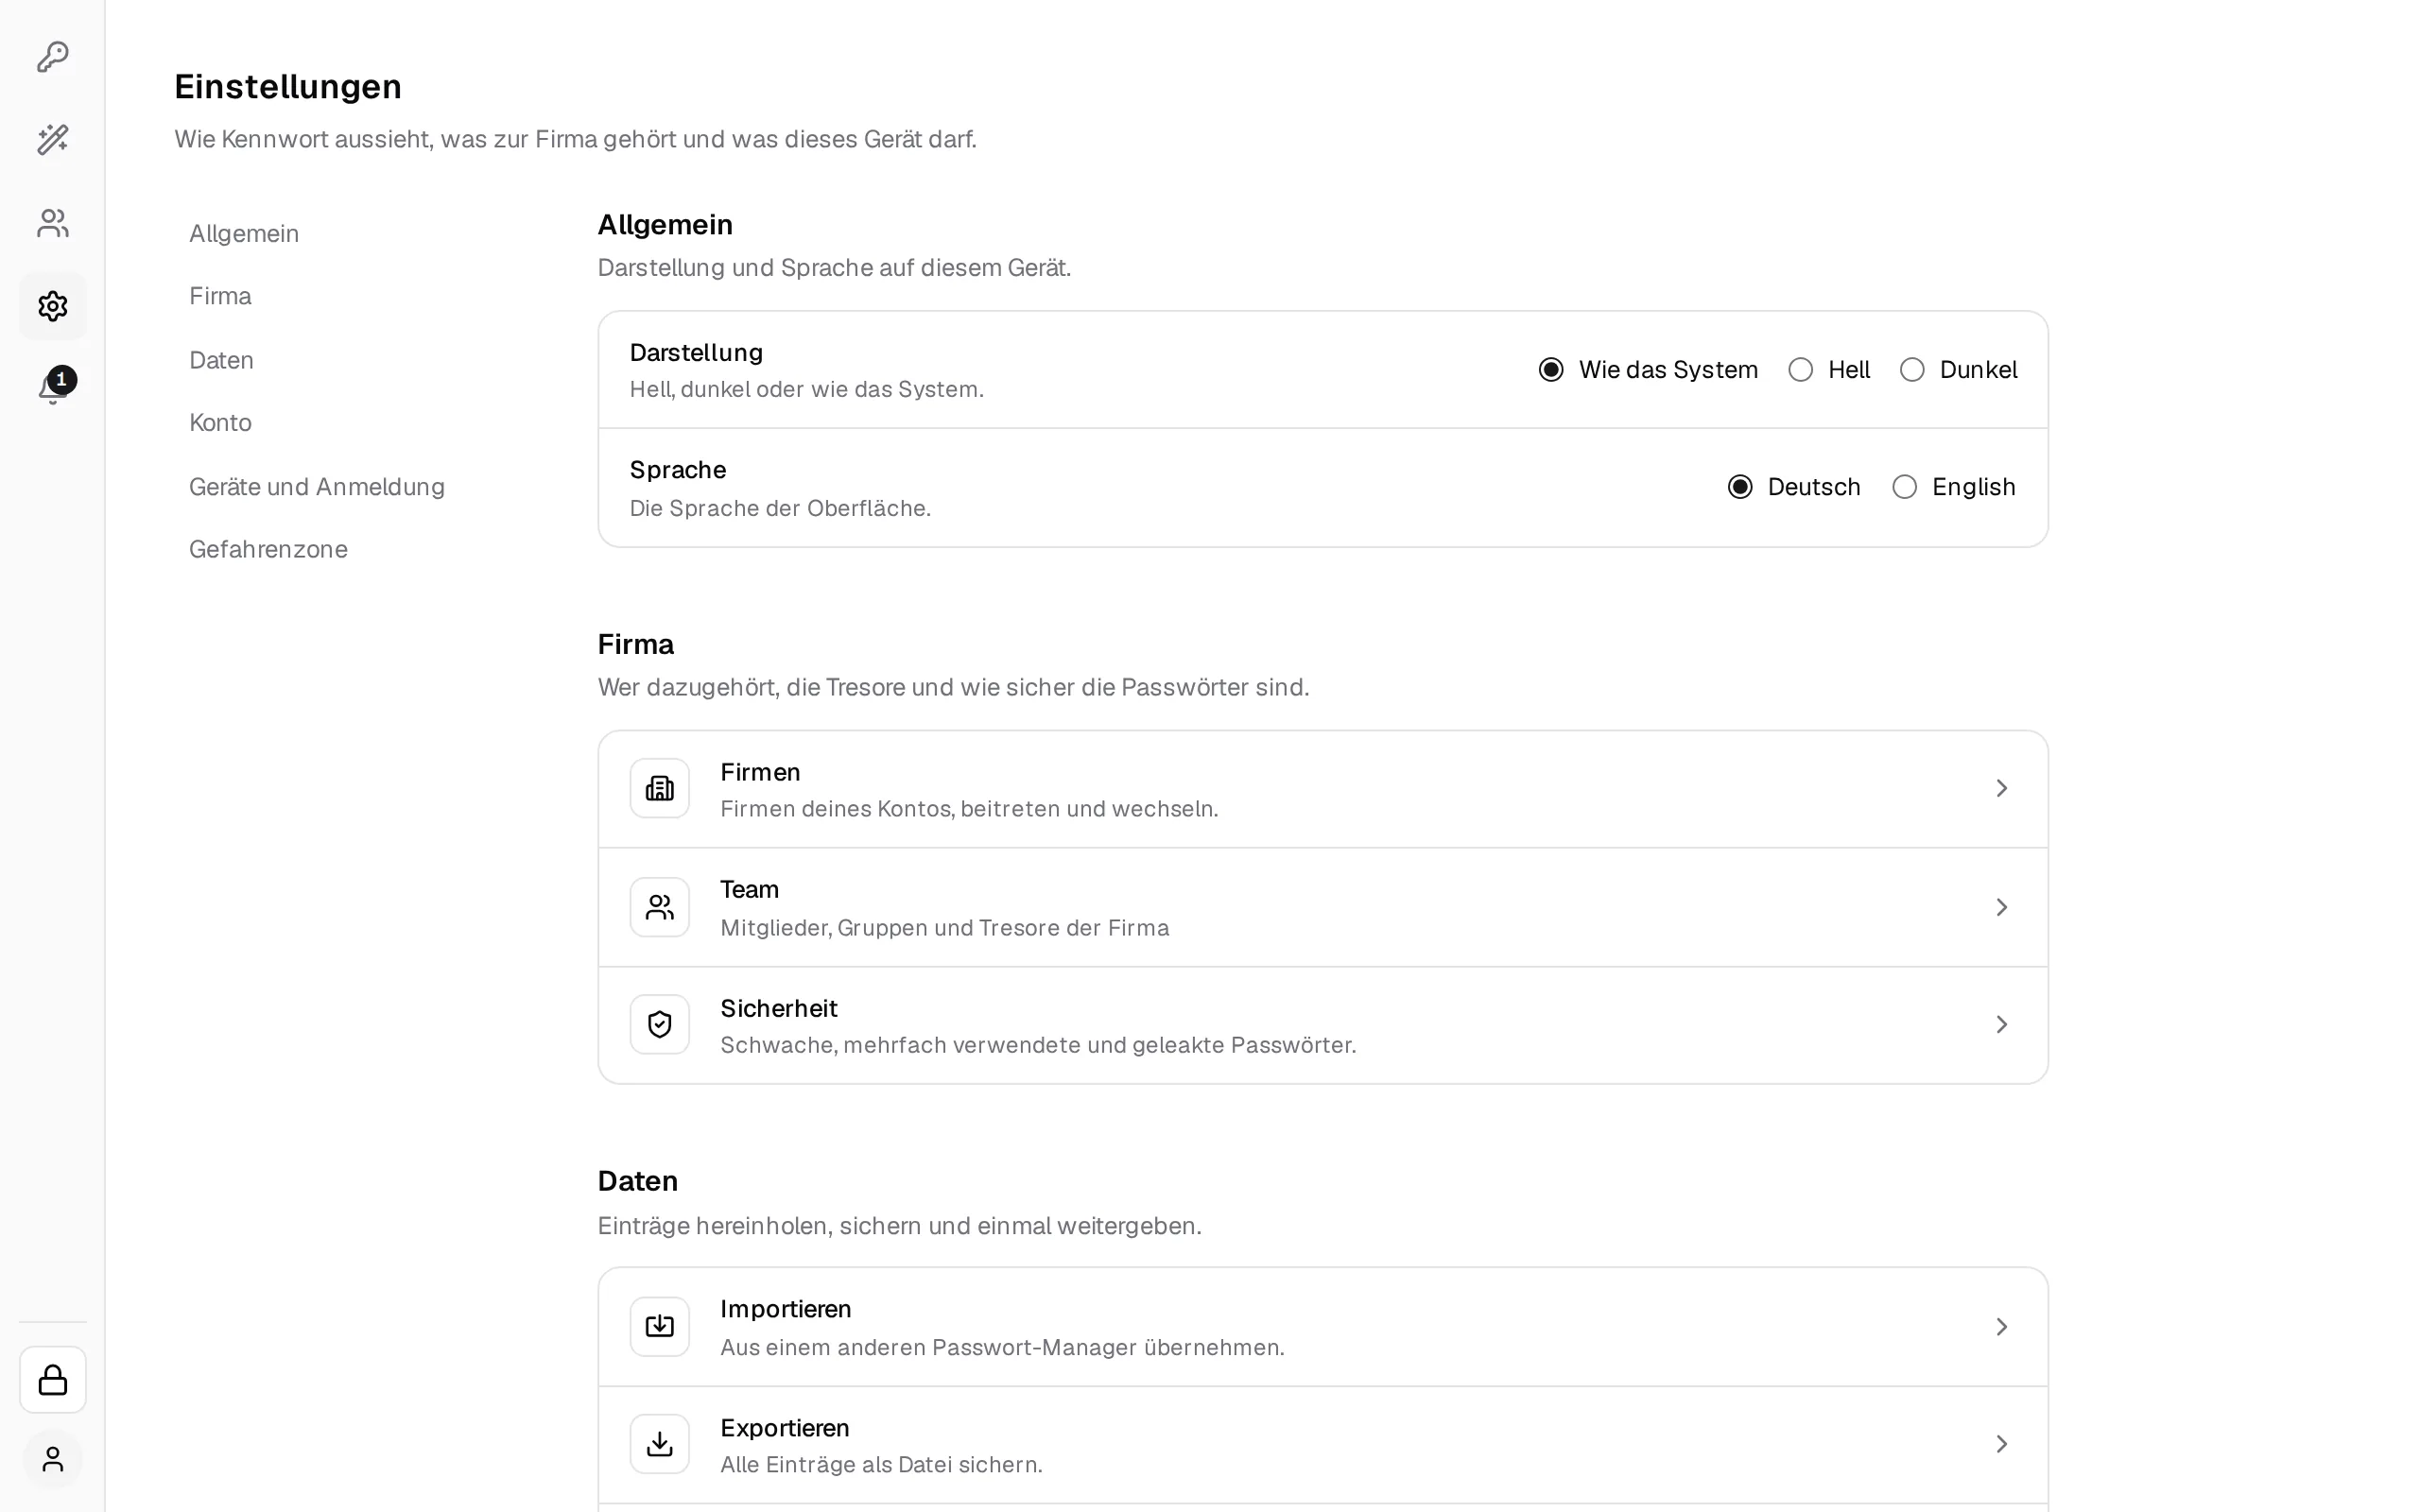 Einstellungen
Wie Kennwort aussieht, was zur Firma gehört und was dieses Gerät darf.
1
Allgemein
Firma
Daten
Konto
Geräte und Anmeldung
Gefahrenzone
Allgemein
Darstellung und Sprache auf diesem Gerät.
Darstellung
Hell, dunkel oder wie das System.
Wie das System Hell Dunkel
Sprache
Die Sprache der Oberfläche.
Deutsch English
Firma
Wer dazugehört, die Tresore und wie sicher die Passwörter sind.
Firmen
Firmen deines Kontos, beitreten und wechseln.
Team
Mitglieder, Gruppen und Tresore der Firma
Sicherheit
Schwache, mehrfach verwendete und geleakte Passwörter.
Daten
Einträge hereinholen, sichern und einmal weitergeben.
Importieren
Aus einem anderen Passwort-Manager übernehmen.
Exportieren
Alle Einträge als Datei sichern.